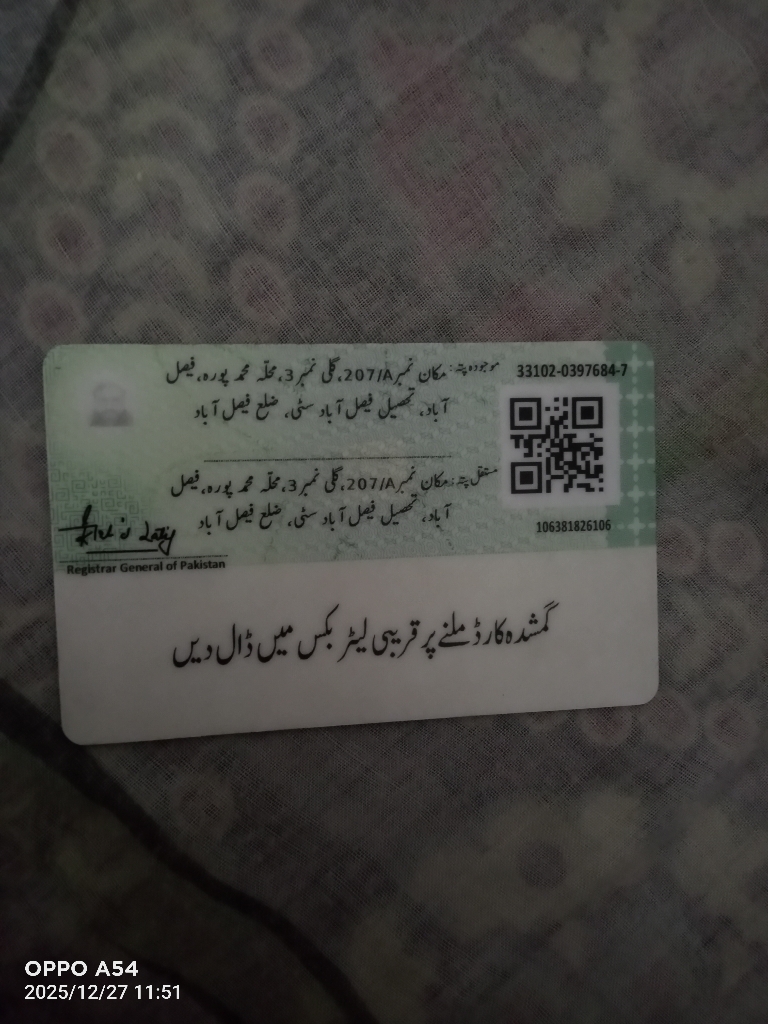 33102-0397684-7
موجودہ پتہ: مکان نمبر 207/A، گلی نمبر 3، محلّہ محمد پورہ، فیصل
آباد، تحصیل فیصل آباد سٹی، ضلع فیصل آباد
مستقل پتہ: مکان نمبر 207/A، گلی نمبر 3، محلّہ محمد پورہ، فیصل
آباد، تحصیل فیصل آباد سٹی، ضلع فیصل آباد
106381826106
Registrar General of Pakistan
گمشدہ کارڈ ملنے پر قریبی لیٹر بکس میں ڈال دیں
OPPO A54
2025/12/27 11:51